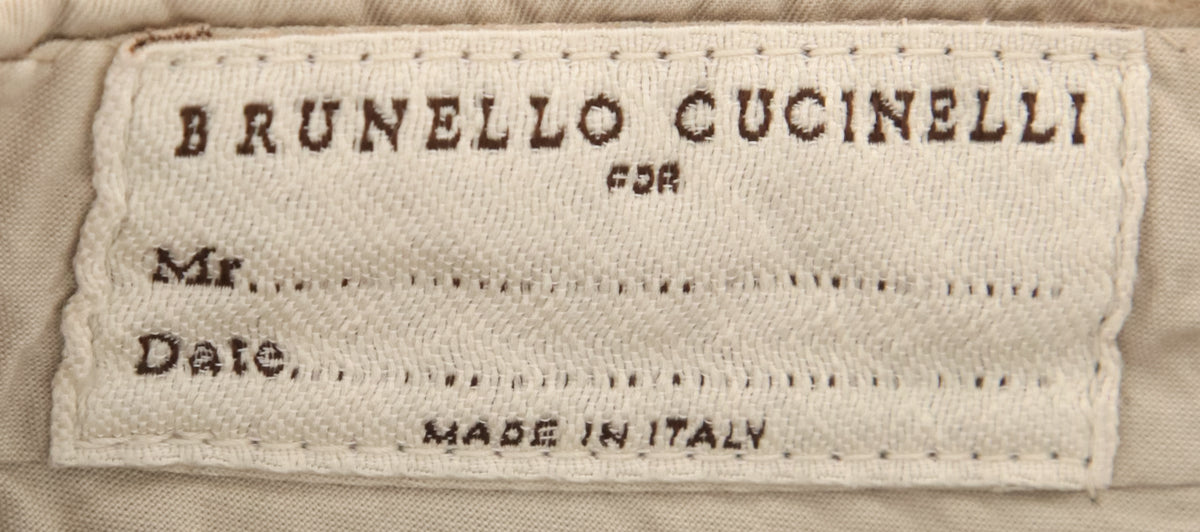 BRUNELLO CUCINELLI
FOR
Mr..............................
Date..............................
MADE IN ITALY